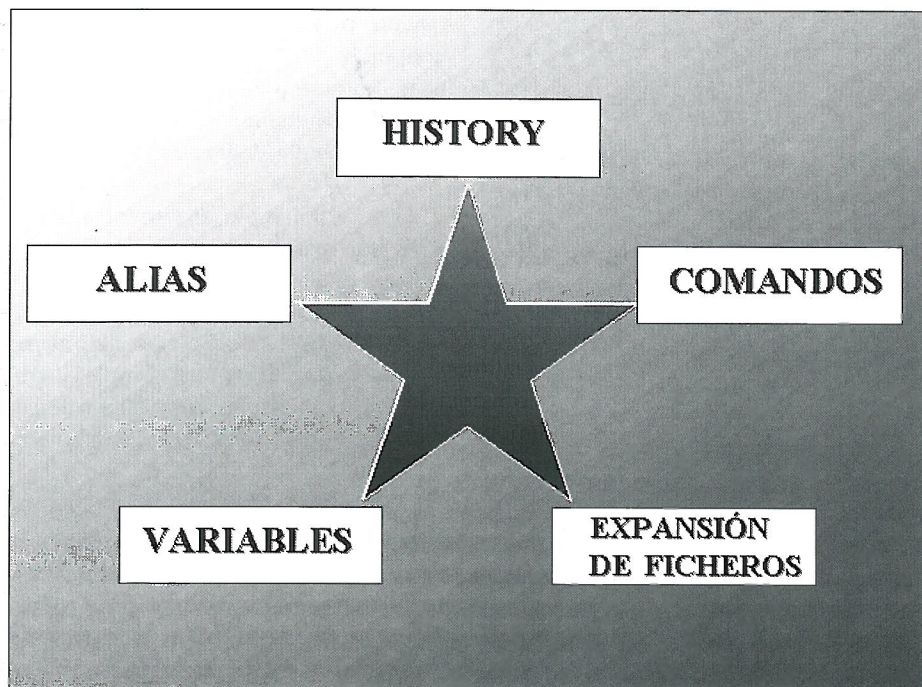 HISTORY
ALIAS
COMANDOS
VARIABLES
EXPANSIÓN
DE FICHEROS